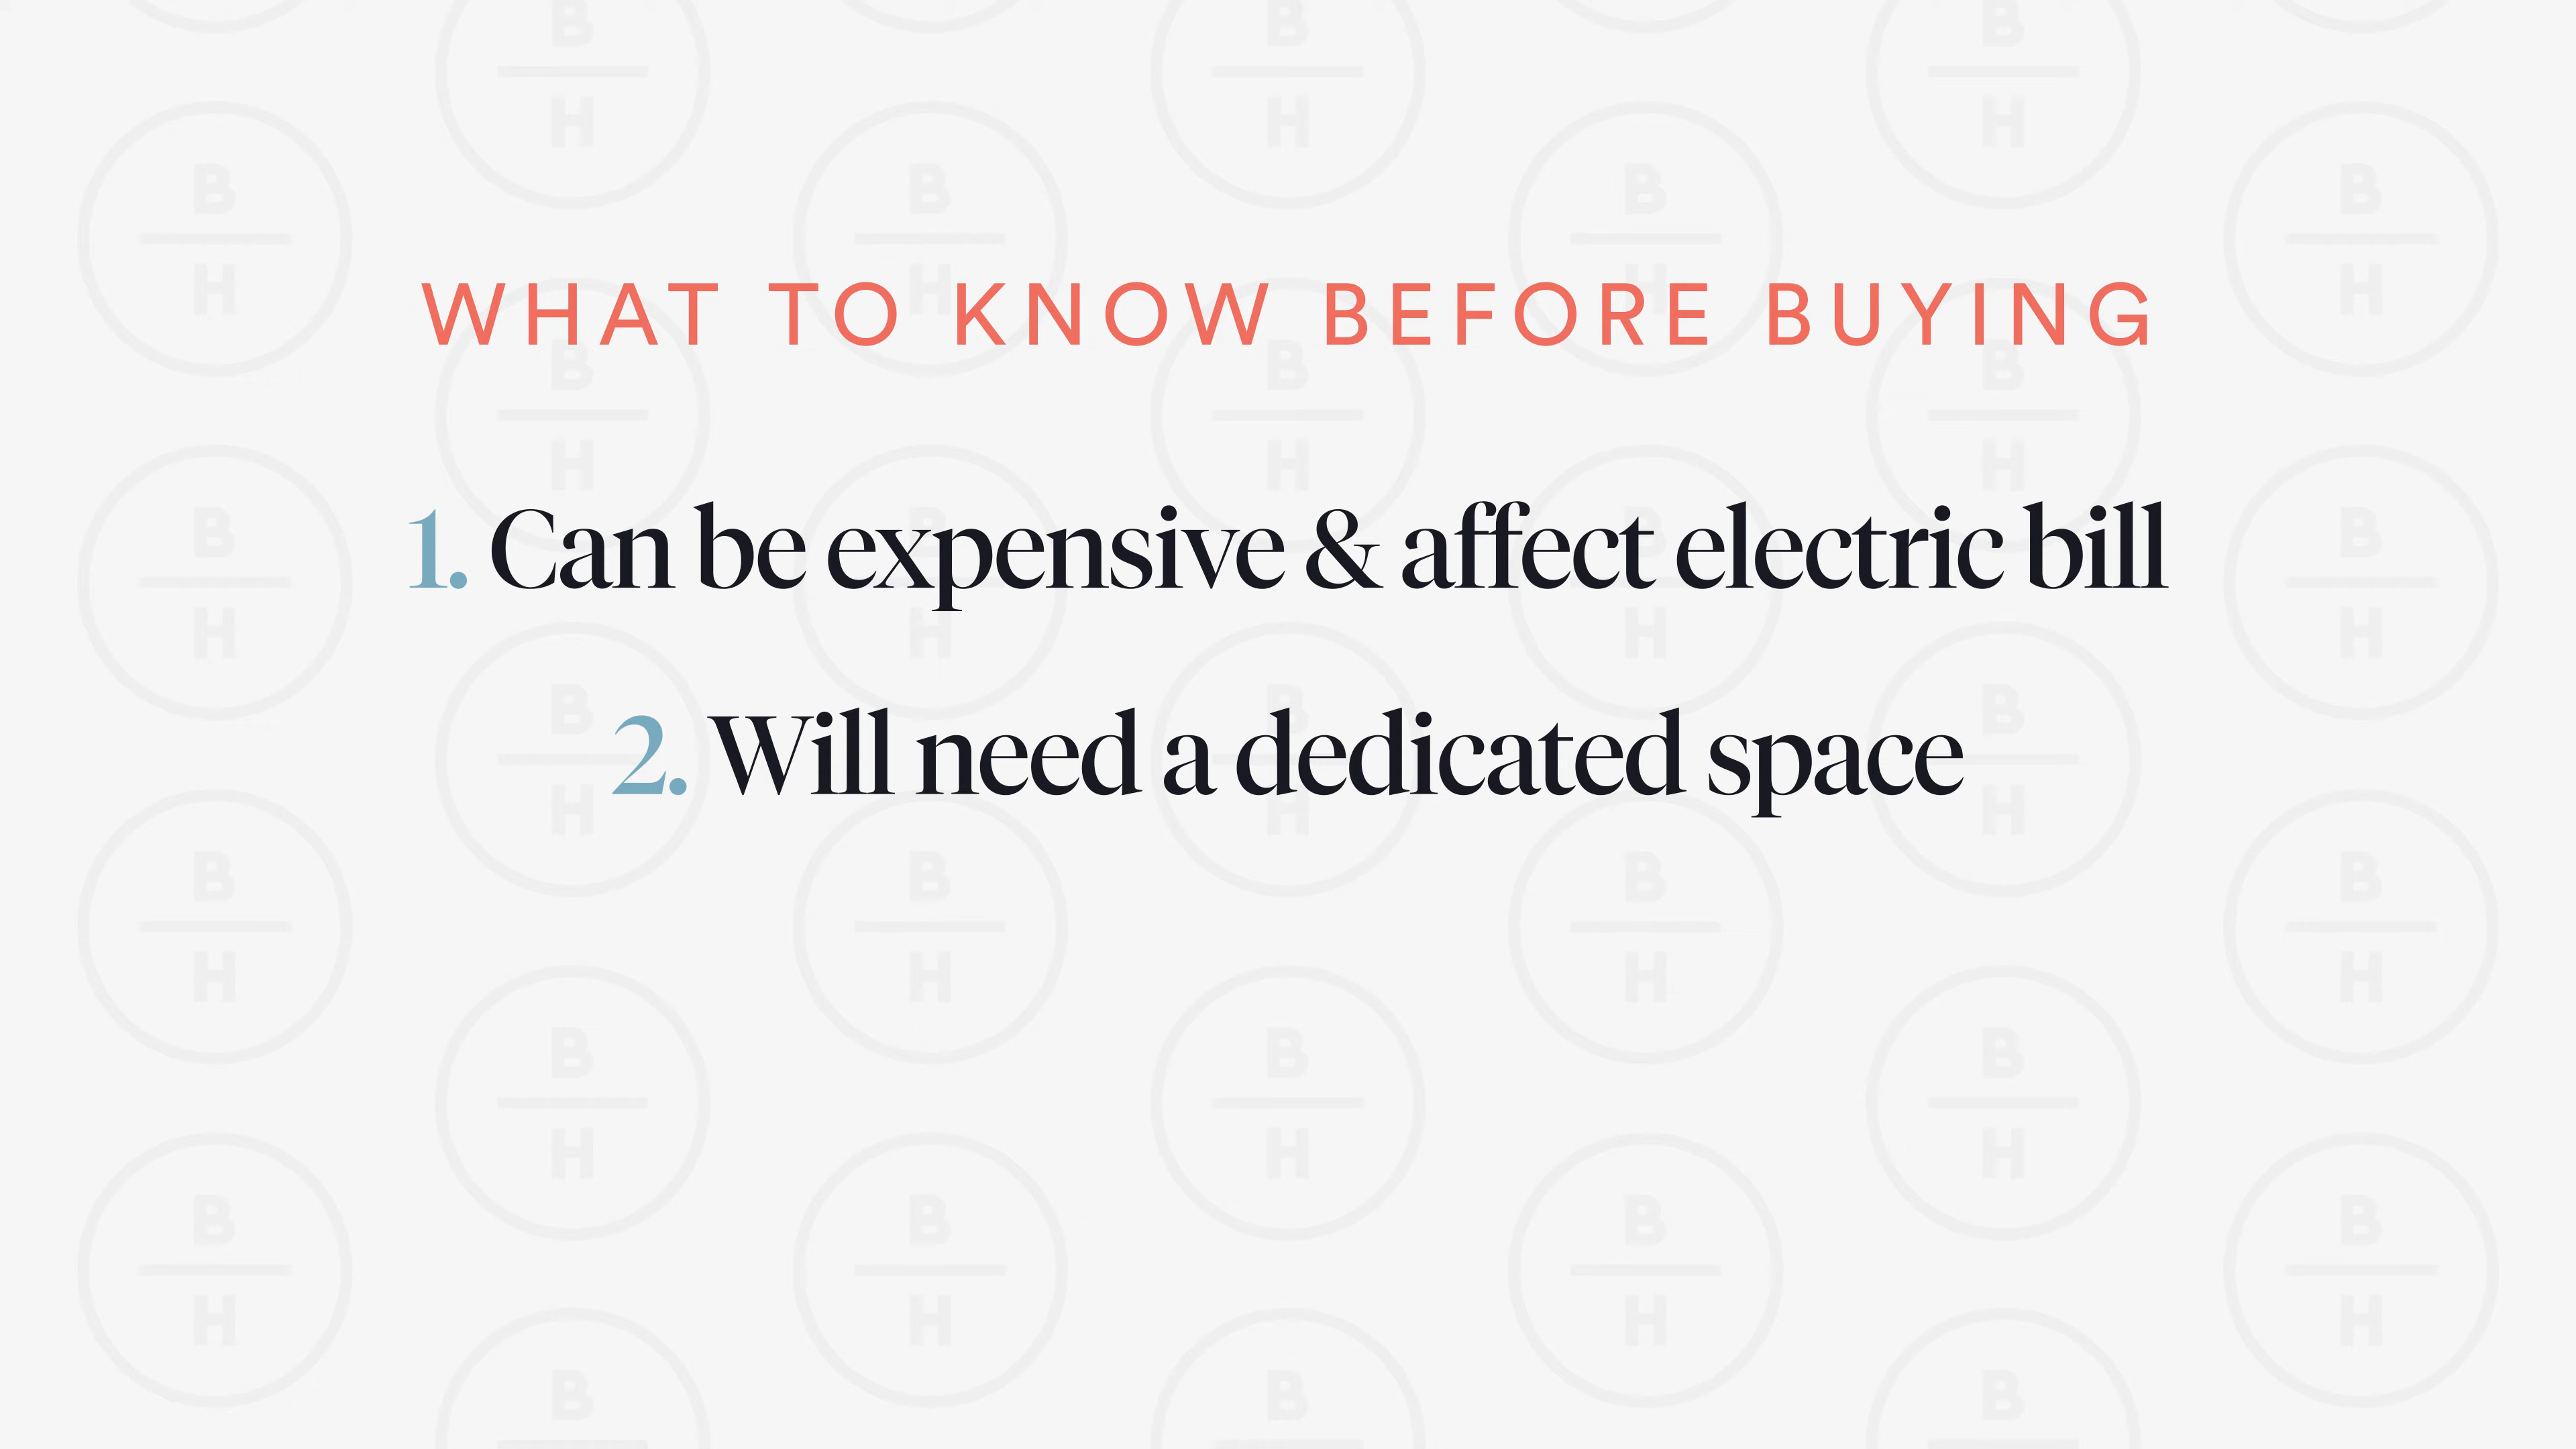 WHAT TO KNOW BEFORE BUYING
1. Can be expensive & affect electric bill
2. Will need a dedicated space